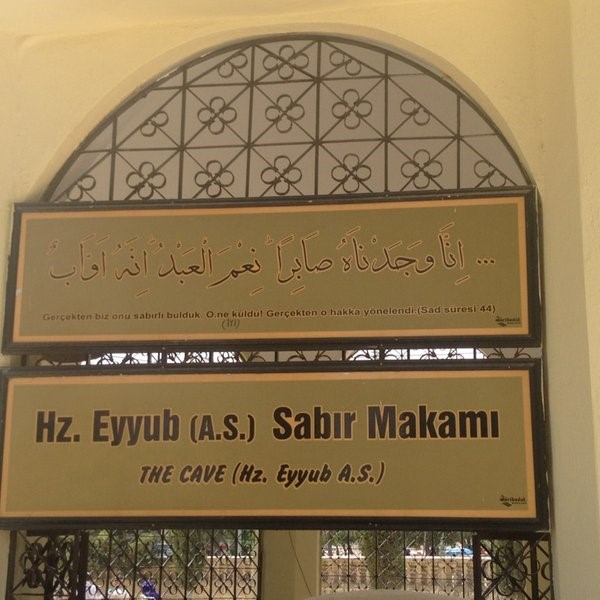 ... اِنَّا وَجَدْنَاهُ صَابِرًا نِعْمَ الْعَبْدُ اِنَّهُ اَوَّابٌ
Gerçekten biz onu sabırlı bulduk. O.ne kuldu! Gerçekten o hakka yönelendi.(Sad suresi 44)
Hz. Eyyub (A.S.) Sabır Makamı
THE CAVE (Hz. Eyyub A.S.)